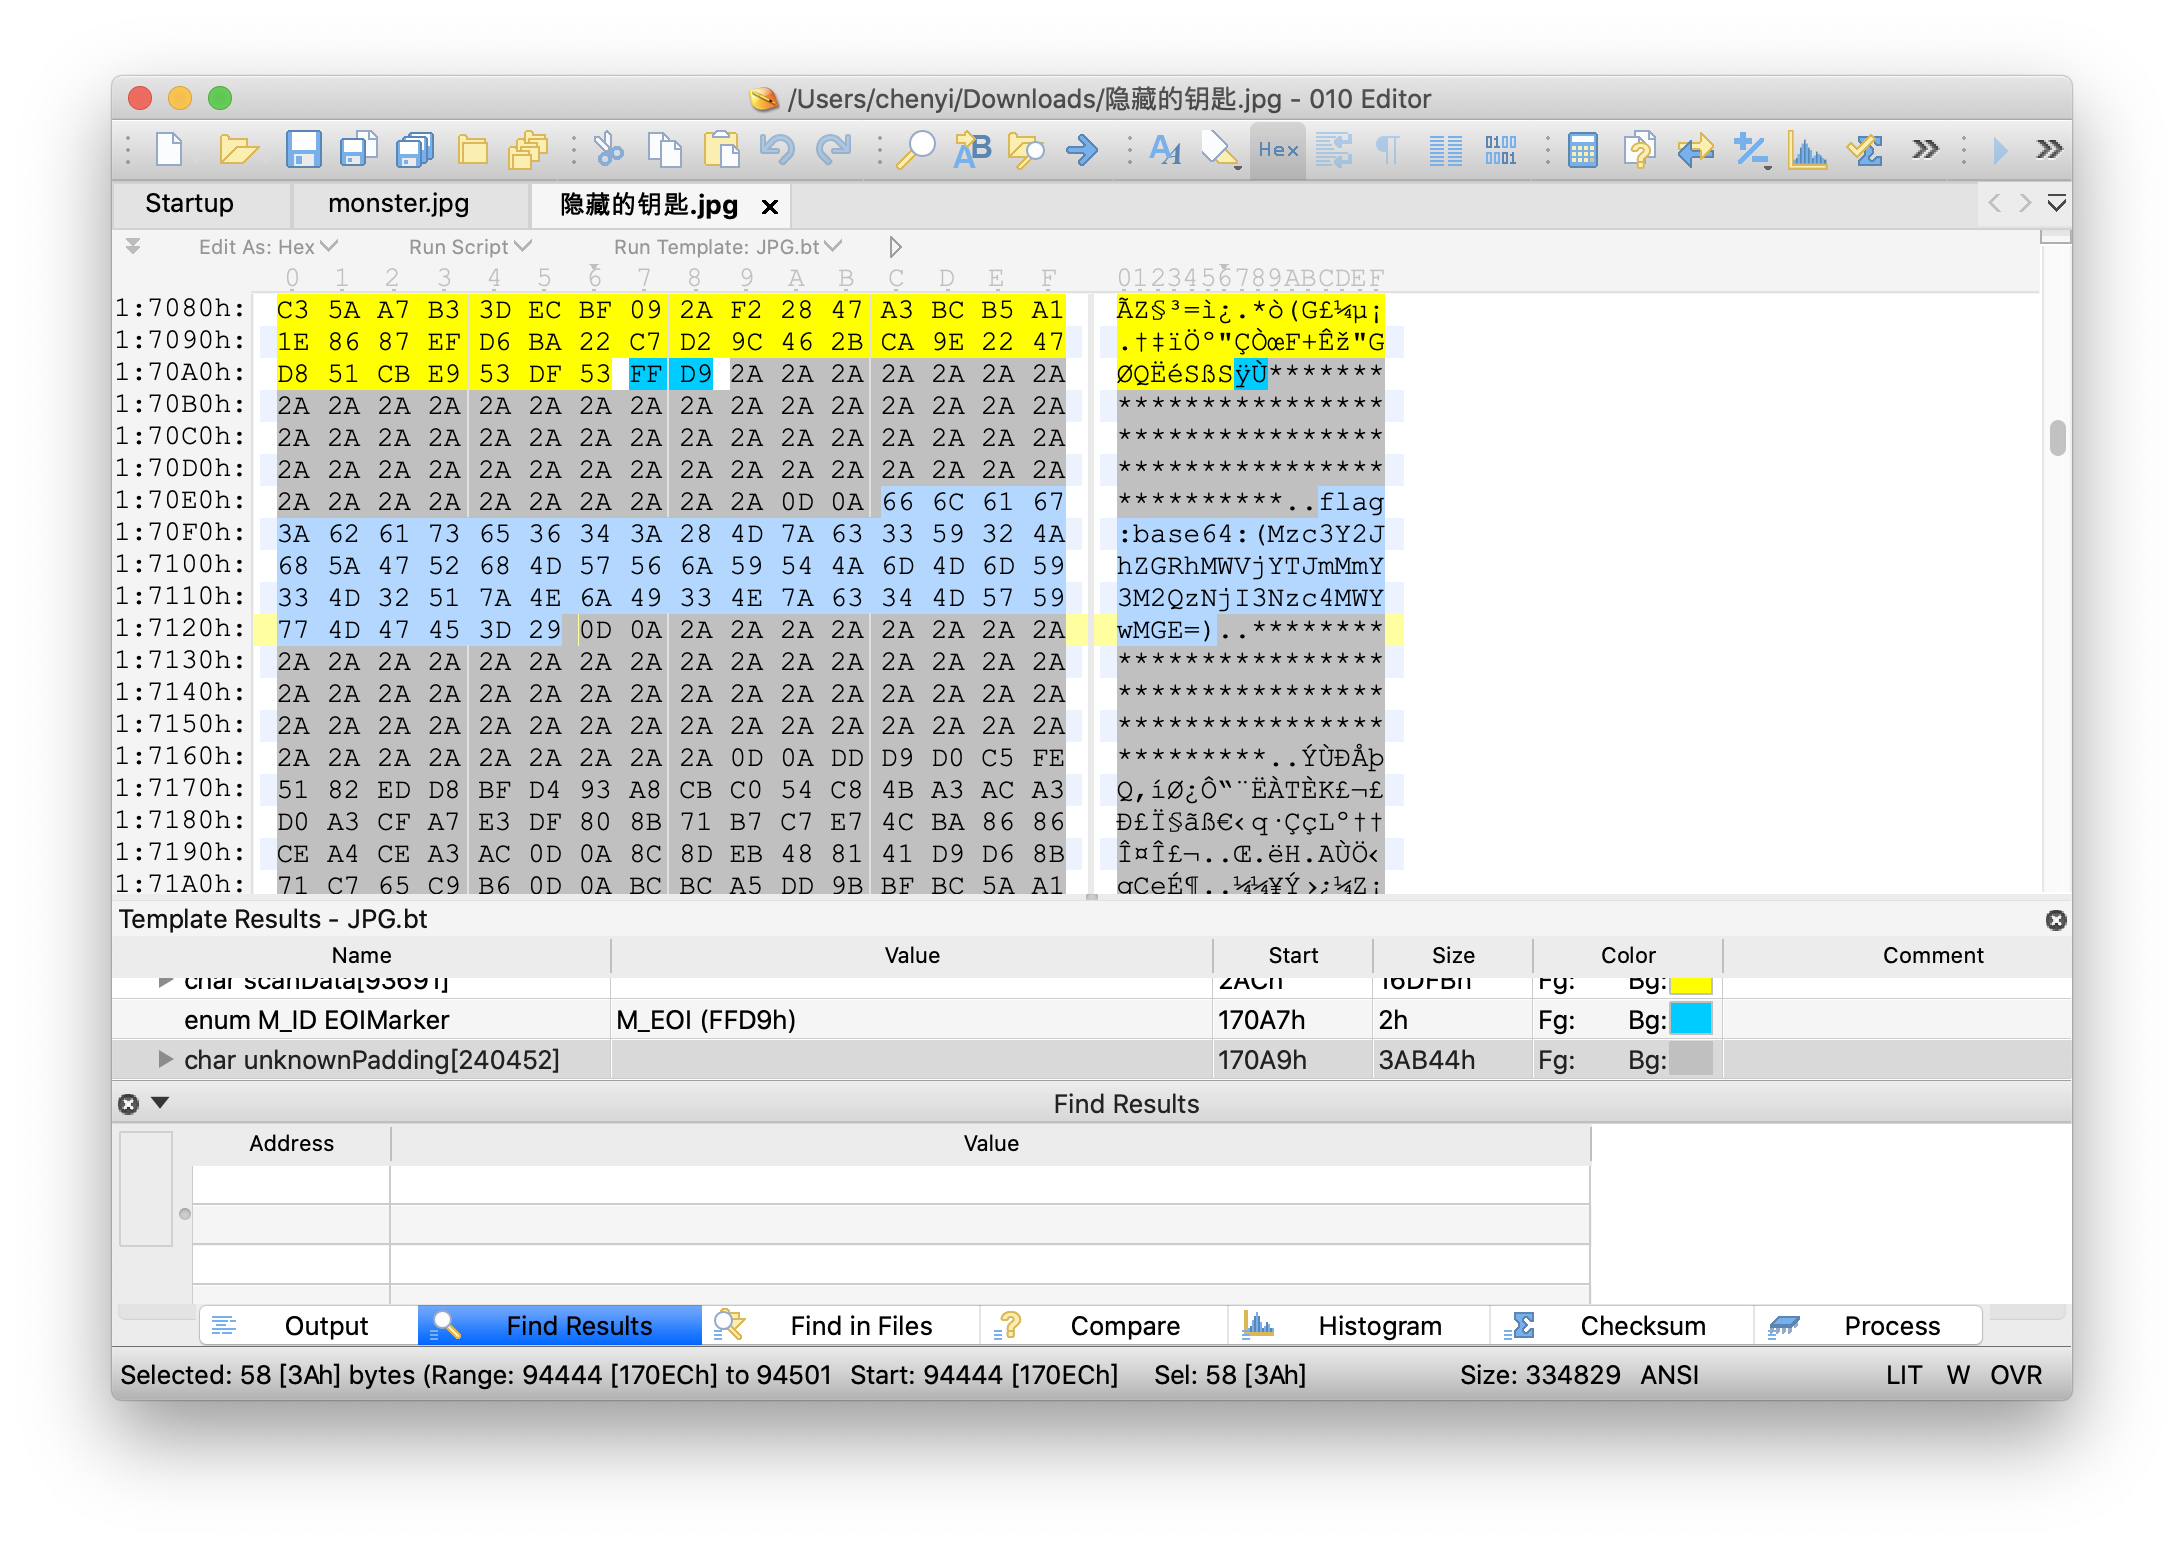 /Users/chenyi/Downloads/隐藏的钥匙.jpg - 010 Editor
Hex
Startup monster.jpg 隐藏的钥匙.jpg
Edit As: Hex Run Script Run Template: JPG.bt
0 1 2 3 4 5 6 7 8 9 A B C D E F 0123456789ABCDEF
1:7080h: C3 5A A7 B3 3D EC BF 09 2A F2 28 47 A3 BC B5 A1 ÃZ§³=ì¿.*ò(G£¼µ¡
1:7090h: 1E 86 87 EF D6 BA 22 C7 D2 9C 46 2B CA 9E 22 47 .†‡ïÖº"ÇÒœF+Êž"G
1:70A0h: D8 51 CB E9 53 DF 53 FF D9 2A 2A 2A 2A 2A 2A 2A ØQËéSßSÿÙ*******
1:70B0h: 2A 2A 2A 2A 2A 2A 2A 2A 2A 2A 2A 2A 2A 2A 2A 2A ****************
1:70C0h: 2A 2A 2A 2A 2A 2A 2A 2A 2A 2A 2A 2A 2A 2A 2A 2A ****************
1:70D0h: 2A 2A 2A 2A 2A 2A 2A 2A 2A 2A 2A 2A 2A 2A 2A 2A ****************
1:70E0h: 2A 2A 2A 2A 2A 2A 2A 2A 2A 2A 0D 0A 66 6C 61 67 **********..flag
1:70F0h: 3A 62 61 73 65 36 34 3A 28 4D 7A 63 33 59 32 4A :base64:(Mzc3Y2J
1:7100h: 68 5A 47 52 68 4D 57 56 6A 59 54 4A 6D 4D 6D 59 hZGRhMWVjYTJmMmY
1:7110h: 33 4D 32 51 7A 4E 6A 49 33 4E 7A 63 34 4D 57 59 3M2QzNjI3Nzc4MWY
1:7120h: 77 4D 47 45 3D 29 0D 0A 2A 2A 2A 2A 2A 2A 2A 2A wMGE=)..********
1:7130h: 2A 2A 2A 2A 2A 2A 2A 2A 2A 2A 2A 2A 2A 2A 2A 2A ****************
1:7140h: 2A 2A 2A 2A 2A 2A 2A 2A 2A 2A 2A 2A 2A 2A 2A 2A ****************
1:7150h: 2A 2A 2A 2A 2A 2A 2A 2A 2A 2A 2A 2A 2A 2A 2A 2A ****************
1:7160h: 2A 2A 2A 2A 2A 2A 2A 2A 2A 0D 0A DD D9 D0 C5 FE *********..ÝÙÐÅþ
1:7170h: 51 82 ED D8 BF D4 93 A8 CB C0 54 C8 4B A3 AC A3 Q‚íØ¿Ô“¨ËÀTÈK£¬£
1:7180h: D0 A3 CF A7 E3 DF 80 8B 71 B7 C7 E7 4C BA 86 86 Ð£Ï§ãß€‹q·ÇçLº††
1:7190h: CE A4 CE A3 AC 0D 0A 8C 8D EB 48 81 41 D9 D6 8B Î¤Î£¬..Œ.ëH.AÙÖ‹
1:71A0h: 71 C7 65 C9 B6 0D 0A BC BC A5 DD 9B BF BC 5A A1 qÇeÉ¶..¼¼¥Ý›¿¼Z¡
Template Results - JPG.bt
Name Value Start Size Color Comment
char scanData[93691] 2ACh 16DFBh Fg: Bg:
enum M_ID EOIMarker M_EOI (FFD9h) 170A7h 2h Fg: Bg:
char unknownPadding[240452] 170A9h 3AB44h Fg: Bg:
Find Results
Address Value
Output Find Results Find in Files Compare Histogram Checksum Process
Selected: 58 [3Ah] bytes (Range: 94444 [170ECh] to 94501 Start: 94444 [170ECh] Sel: 58 [3Ah] Size: 334829 ANSI LIT W OVR